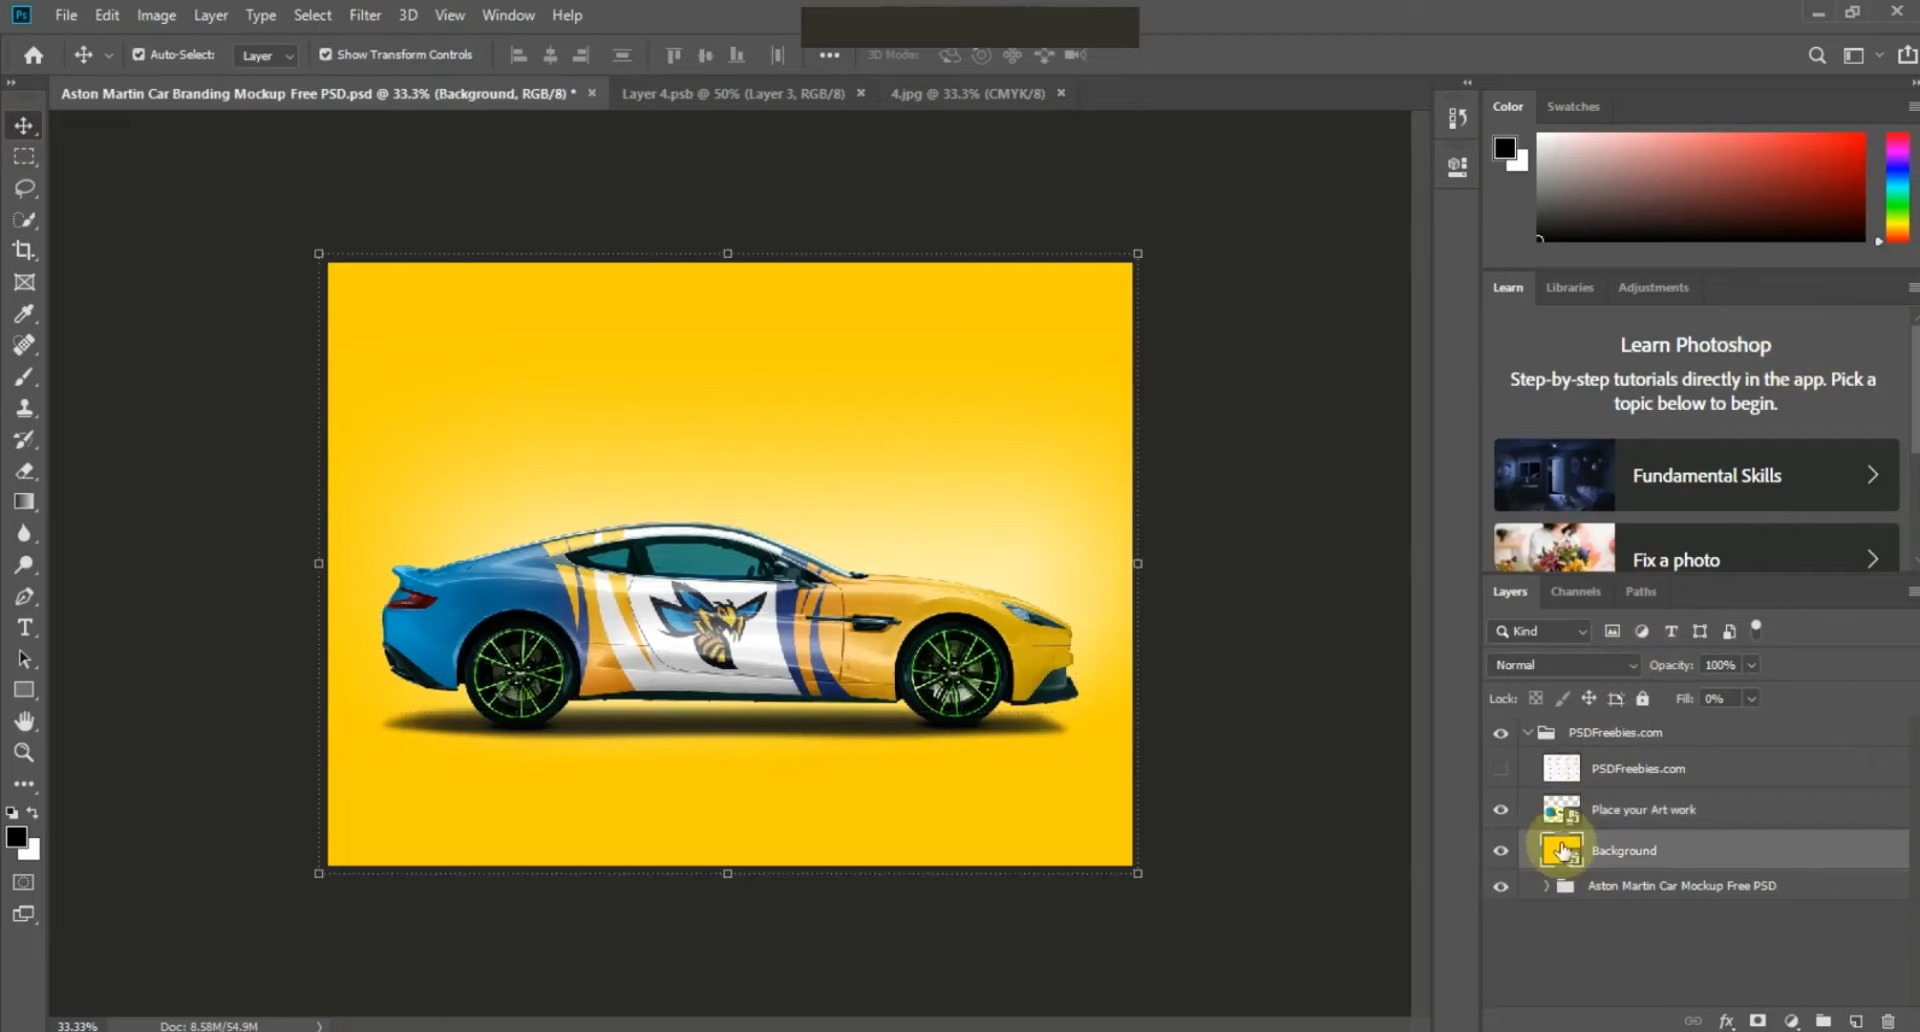 Ps File Edit Image Layer Type Select Filter 3D View Window Help
Auto-Select: Layer Show Transform Controls 3D Mode:
Aston Martin Car Branding Mockup Free PSD.psd @ 33.3% (Background, RGB/8) * Layer 4.psb @ 50% (Layer 3, RGB/8) 4.jpg @ 33.3% (CMYK/8)
Color Swatches
Learn Libraries Adjustments
Learn Photoshop
Step-by-step tutorials directly in the app. Pick a
topic below to begin.
Fundamental Skills
Fix a photo
Layers Channels Paths
Kind
Normal Opacity: 100%
Lock: Fill: 0%
PSDFreebies.com
PSDFreebies.com
Place your Art work
Background
Aston Martin Car Mockup Free PSD
33.33% Doc: 8.58M/54.9M